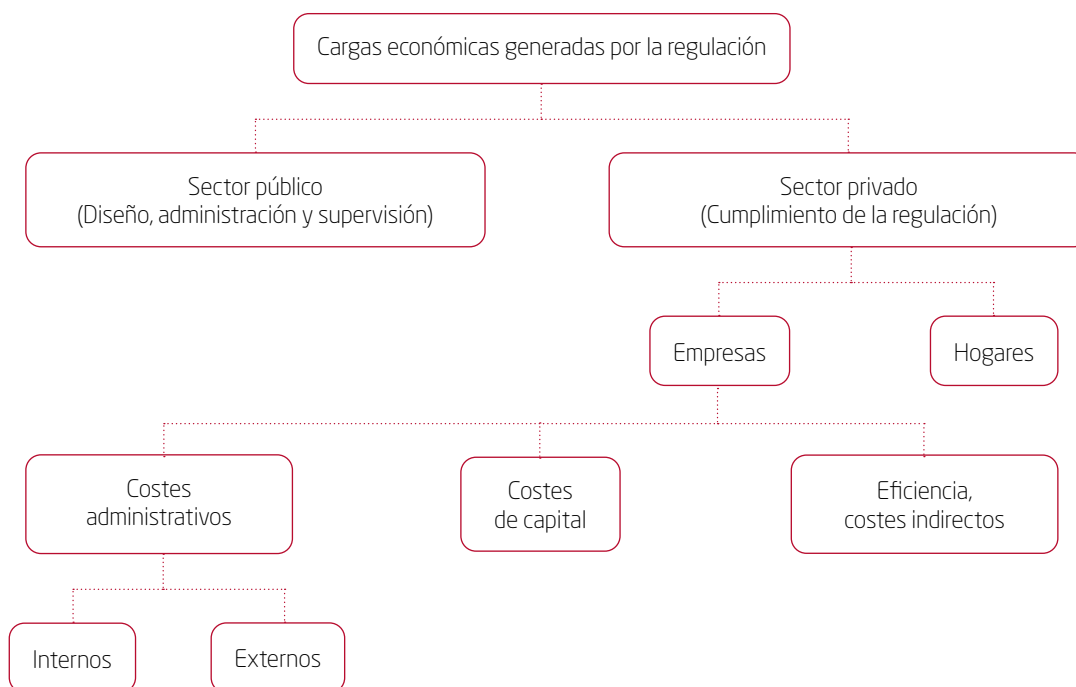 Cargas económicas generadas por la regulación
Sector público
(Diseño, administración y supervisión)
Sector privado
(Cumplimiento de la regulación)
Empresas
Hogares
Costes
administrativos
Costes
de capital
Eficiencia,
costes indirectos
Internos
Externos